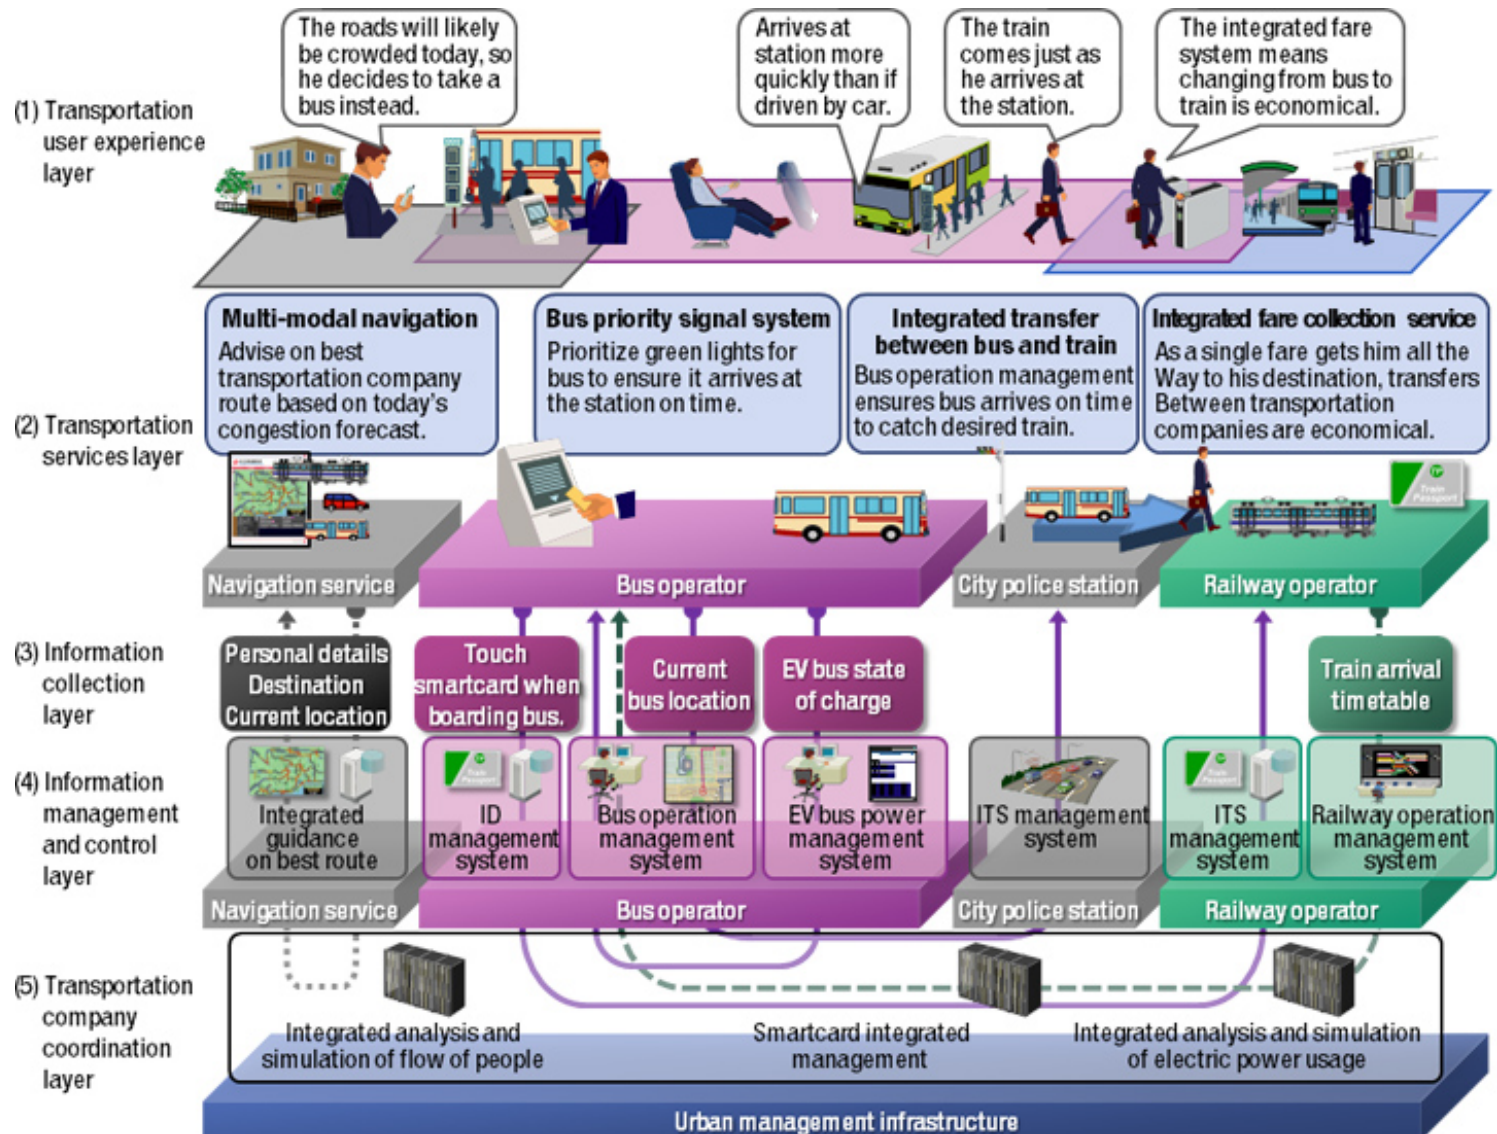 The roads will likely
be crowded today, so
he decides to take a
bus instead.
Arrives at
station more
quickly than if
driven by car.
The train
comes just as
he arrives at
the station.
The integrated fare
system means
changing from bus to
train is economical.
(1) Transportation
user experience
layer
Multi-modal navigation
Advise on best
transportation company
route based on today's
congestion forecast.
Bus priority signal system
Prioritize green lights for
bus to ensure it arrives at
the station on time.
Integrated transfer
between bus and train
Bus operation management
ensures bus arrives on time
to catch desired train.
Integrated fare collection service
As a single fare gets him all the
Way to his destination, transfers
Between transportation
companies are economical.
(2) Transportation
services layer
Train
Passport
Navigation service
Bus operator
City police station
Railway operator
(3) Information
collection
layer
Personal details
Destination
Current location
Touch
smartcard when
boarding bus.
Current
bus location
EV bus state
of charge
Train arrival
timetable
(4) Information
management
and control
layer
Integrated
guidance
on best route
Train
Passport
ID
management
system
Bus operation
management
system
EV bus power
management
system
ITS management
system
Train
Passport
ITS
management
system
Railway operation
management
system
Navigation service
Bus operator
City police station
Railway operator
(5) Transportation
company
coordination
layer
Integrated analysis and
simulation of flow of people
Smartcard integrated
management
Integrated analysis and simulation
of electric power usage
Urban management infrastructure